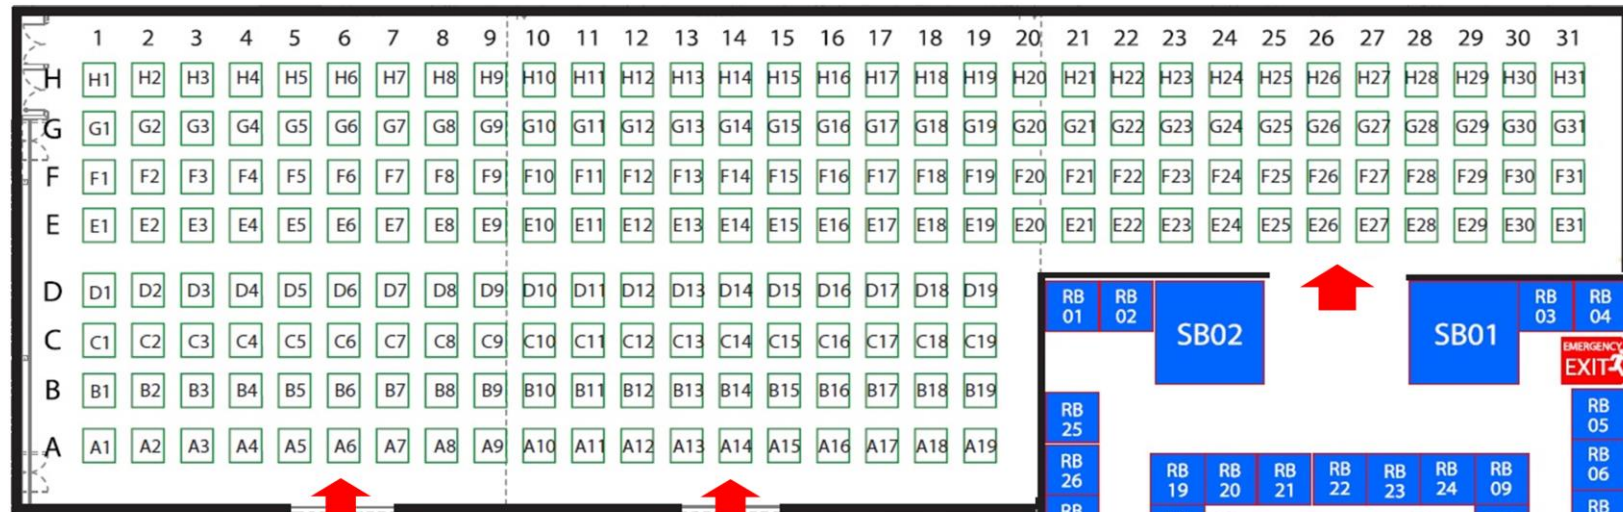 1 2 3 4 5 6 7 8 9 10 11 12 13 14 15 16 17 18 19 20 21 22 23 24 25 26 27 28 29 30 31
H H1 H2 H3 H4 H5 H6 H7 H8 H9 H10 H11 H12 H13 H14 H15 H16 H17 H18 H19 H20 H21 H22 H23 H24 H25 H26 H27 H28 H29 H30 H31
G G1 G2 G3 G4 G5 G6 G7 G8 G9 G10 G11 G12 G13 G14 G15 G16 G17 G18 G19 G20 G21 G22 G23 G24 G25 G26 G27 G28 G29 G30 G31
F F1 F2 F3 F4 F5 F6 F7 F8 F9 F10 F11 F12 F13 F14 F15 F16 F17 F18 F19 F20 F21 F22 F23 F24 F25 F26 F27 F28 F29 F30 F31
E E1 E2 E3 E4 E5 E6 E7 E8 E9 E10 E11 E12 E13 E14 E15 E16 E17 E18 E19 E20 E21 E22 E23 E24 E25 E26 E27 E28 E29 E30 E31
D D1 D2 D3 D4 D5 D6 D7 D8 D9 D10 D11 D12 D13 D14 D15 D16 D17 D18 D19
C C1 C2 C3 C4 C5 C6 C7 C8 C9 C10 C11 C12 C13 C14 C15 C16 C17 C18 C19
B B1 B2 B3 B4 B5 B6 B7 B8 B9 B10 B11 B12 B13 B14 B15 B16 B17 B18 B19
A A1 A2 A3 A4 A5 A6 A7 A8 A9 A10 A11 A12 A13 A14 A15 A16 A17 A18 A19
RB
01
RB
02
SB02
SB01
RB
03
RB
04
EMERGENCY
EXIT
RB
25
RB
05
RB
26
RB
19
RB
20
RB
21
RB
22
RB
23
RB
24
RB
09
RB
06
RB
RB